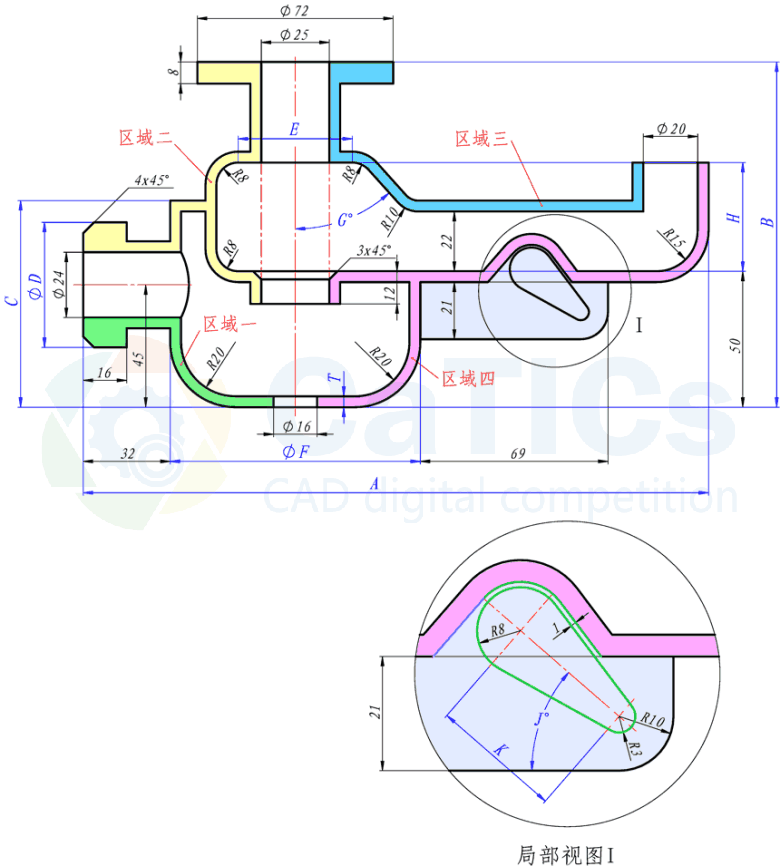 Φ72
Φ25
8
E
区域二
区域三
Φ20
4x45°
R8
R8
G°
R10
H
B
3x45°
22
R15
R8
C
ΦD
Φ24
12
21
I
区域一
45
R20
T
R20
区域四
50
16
Φ16
32
ΦF
69
A
CaTICs
CAD digital competition
R8
1
21
J°
R10
K
R3
局部视图I